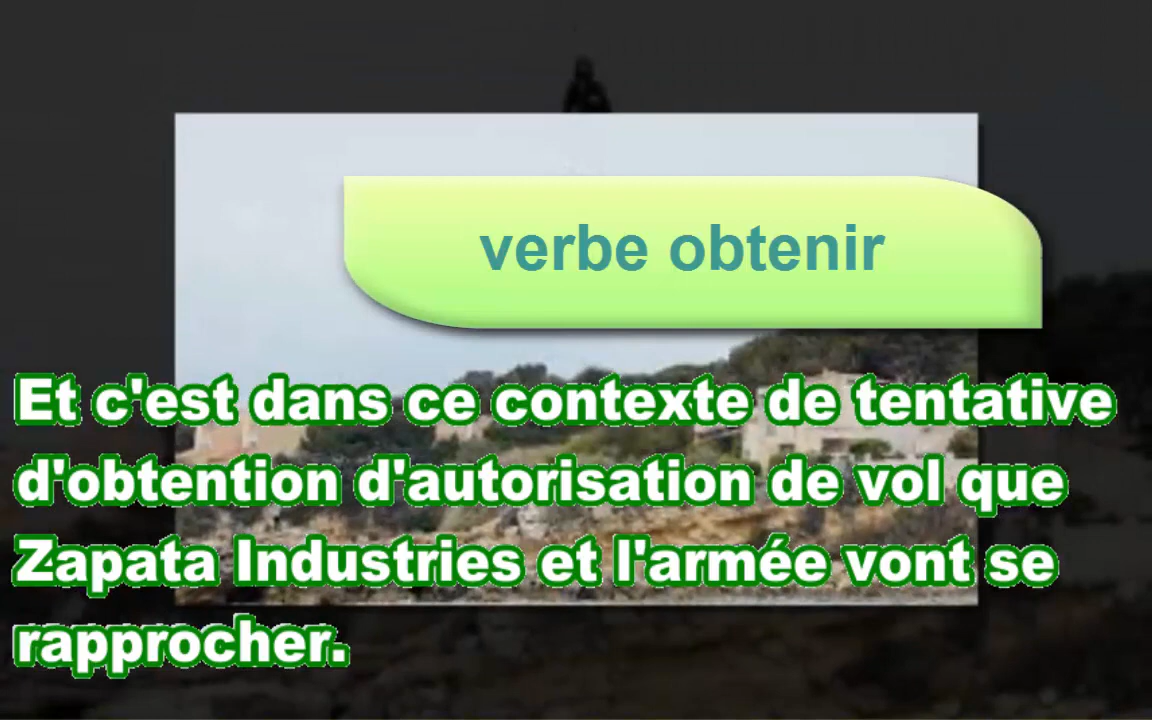 verbe obtenir
Et c'est dans ce contexte de tentative
d'obtention d'autorisation de vol que
Zapata Industries et l'armée vont se
rapprocher.